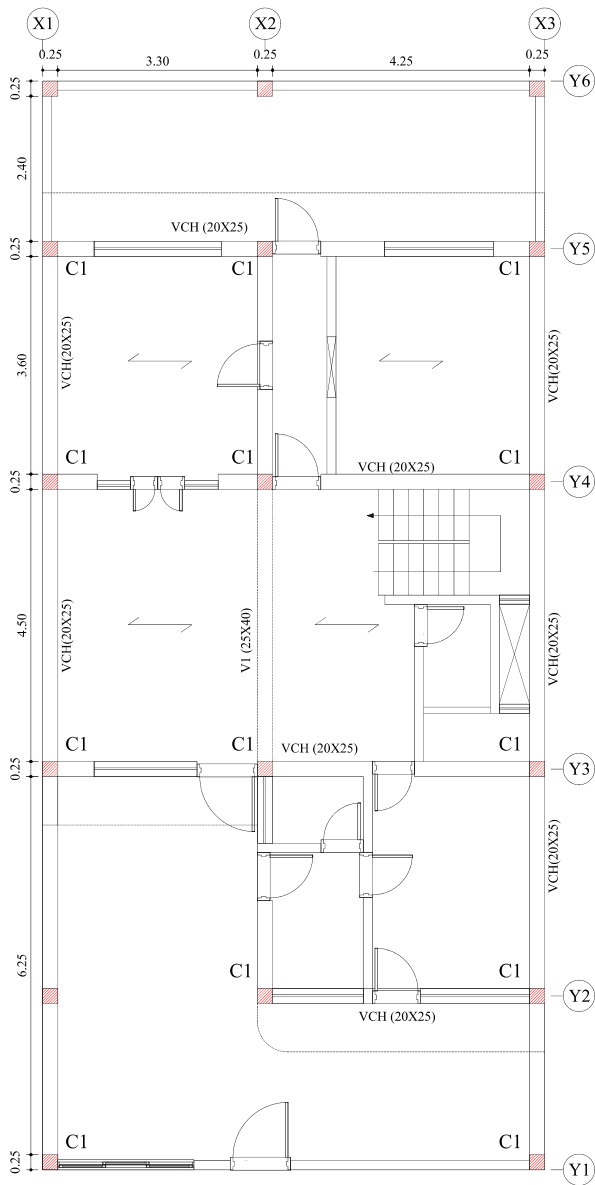 X1 X2 X3
0.25 3.30 0.25 4.25 0.25
Y6
0.25
2.40
VCH (20X25)
Y5
0.25
C1 C1 C1
VCH(20X25)
VCH(20X25)
3.60
C1 C1 C1
VCH (20X25)
Y4
0.25
4.50
VCH(20X25)
V1 (25X40)
VCH(20X25)
C1 C1 C1
VCH (20X25)
Y3
0.25
VCH(20X25)
6.25
C1 C1
Y2
VCH (20X25)
C1 C1
Y1
0.25